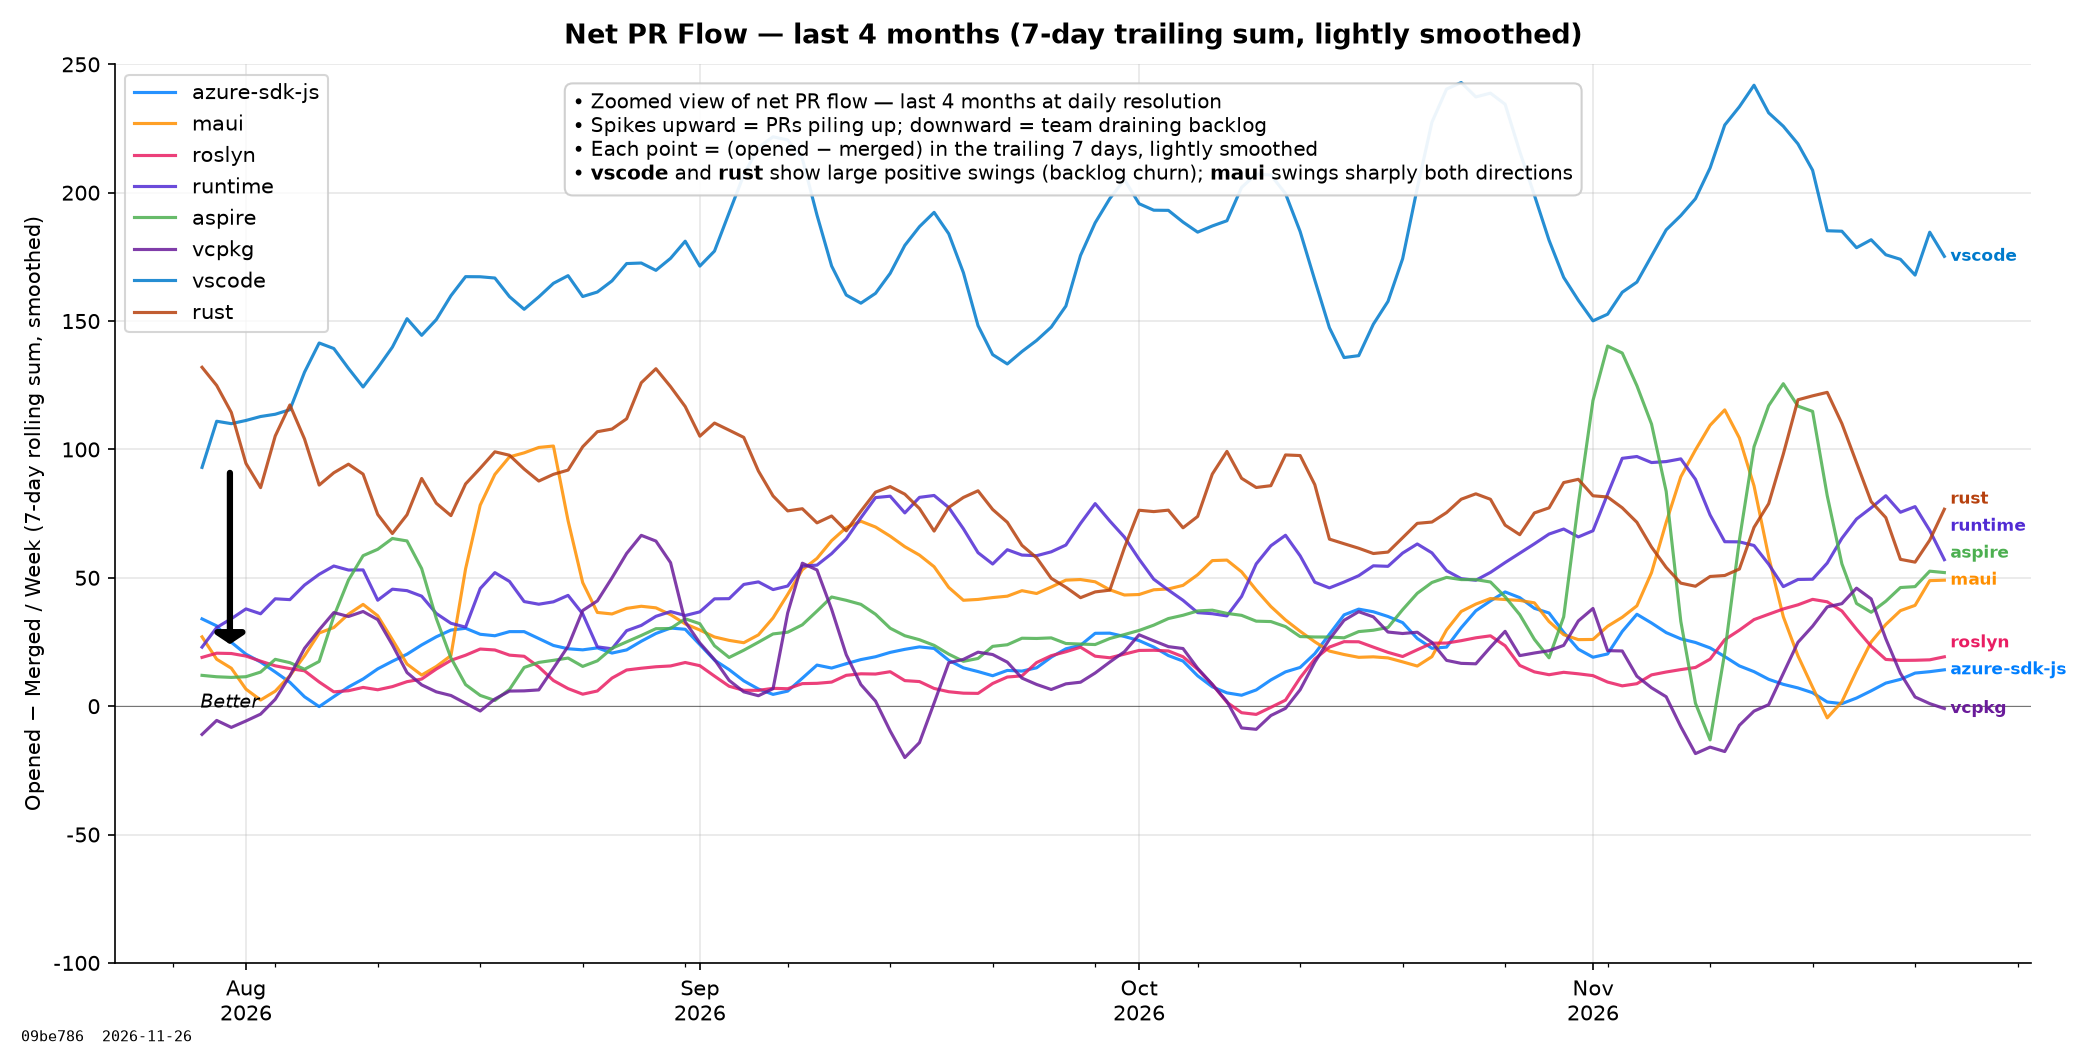 Net PR Flow — last 4 months (7-day trailing sum, lightly smoothed)
250
200
150
100
50
0
-50
-100
Opened − Merged / Week (7-day rolling sum, smoothed)
azure-sdk-js
maui
roslyn
runtime
aspire
vcpkg
vscode
rust
• Zoomed view of net PR flow — last 4 months at daily resolution
• Spikes upward = PRs piling up; downward = team draining backlog
• Each point = (opened − merged) in the trailing 7 days, lightly smoothed
• vscode and rust show large positive swings (backlog churn); maui swings sharply both directions
Better
vscode
rust
runtime
aspire
maui
roslyn
azure-sdk-js
vcpkg
Aug
2026
Sep
2026
Oct
2026
Nov
2026
09be786 2026-11-26